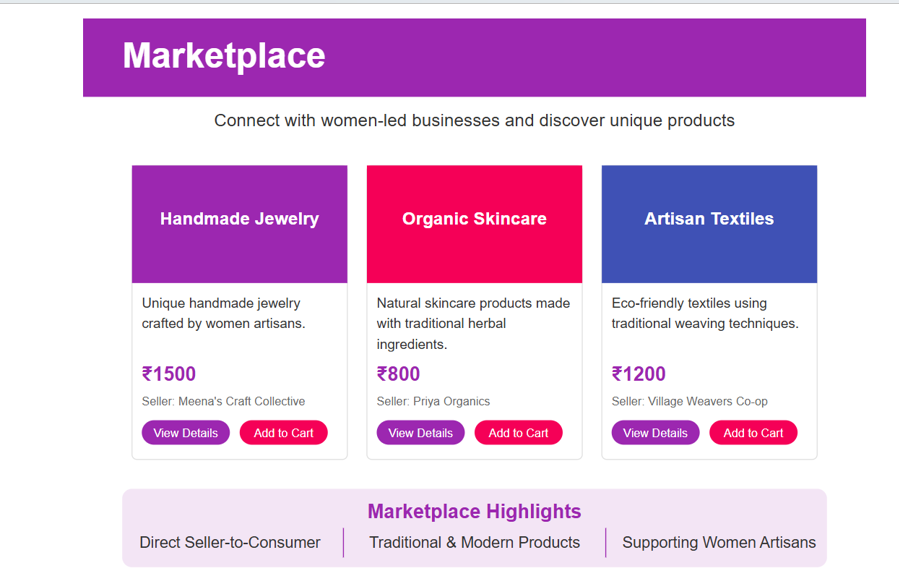 Marketplace
Connect with women-led businesses and discover unique products
Handmade Jewelry
Unique handmade jewelry
crafted by women artisans.
₹1500
Seller: Meena's Craft Collective
View Details
Add to Cart
Organic Skincare
Natural skincare products made
with traditional herbal
ingredients.
₹800
Seller: Priya Organics
View Details
Add to Cart
Artisan Textiles
Eco-friendly textiles using
traditional weaving techniques.
₹1200
Seller: Village Weavers Co-op
View Details
Add to Cart
Marketplace Highlights
Direct Seller-to-Consumer
Traditional & Modern Products
Supporting Women Artisans